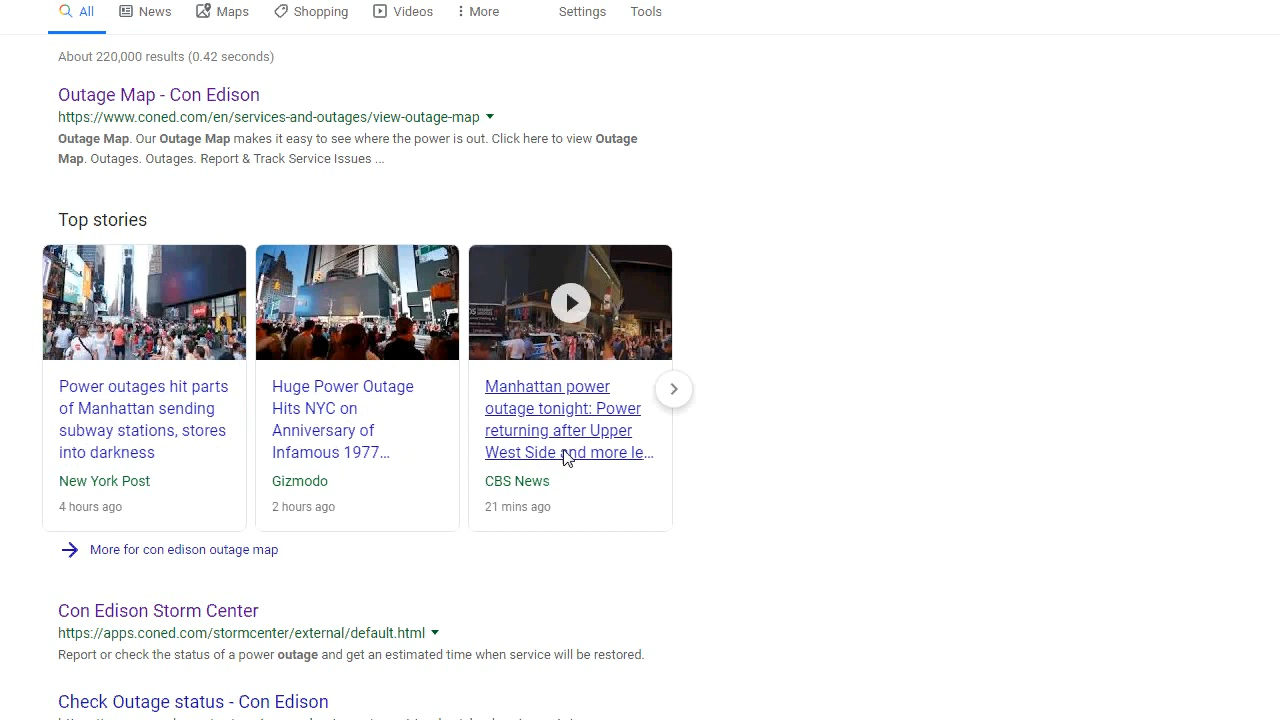 All News Maps Shopping Videos More Settings Tools
About 220,000 results (0.42 seconds)
Outage Map - Con Edison
https://www.coned.com/en/services-and-outages/view-outage-map
Outage Map. Our Outage Map makes it easy to see where the power is out. Click here to view Outage
Map. Outages. Outages. Report & Track Service Issues ...
Top stories
Power outages hit parts
of Manhattan sending
subway stations, stores
into darkness
New York Post
4 hours ago
Huge Power Outage
Hits NYC on
Anniversary of
Infamous 1977...
Gizmodo
2 hours ago
Manhattan power
outage tonight: Power
returning after Upper
West Side and more le...
CBS News
21 mins ago
More for con edison outage map
Con Edison Storm Center
https://apps.coned.com/stormcenter/external/default.html
Report or check the status of a power outage and get an estimated time when service will be restored.
Check Outage status - Con Edison